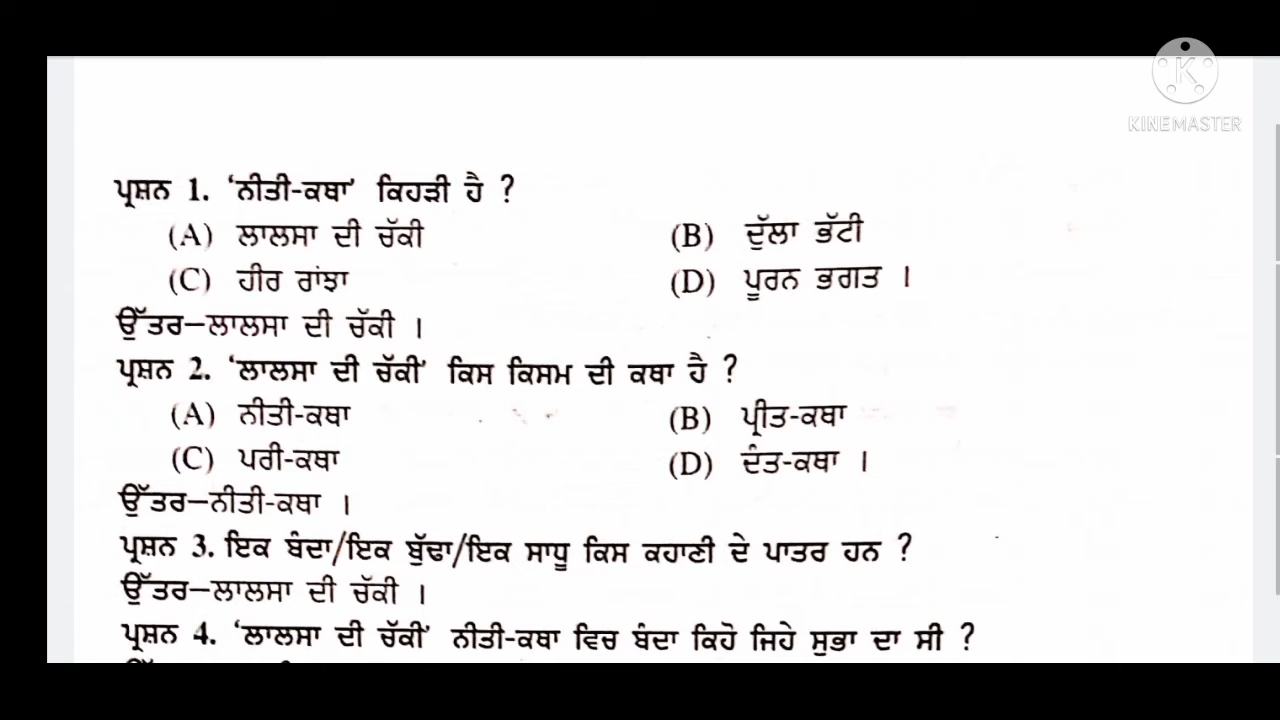 KINEMASTER
ਪ੍ਰਸ਼ਨ 1. ‘ਨੀਤੀ-ਕਥਾ’ ਕਿਹੜੀ ਹੈ ?
(A) ਲਾਲਸਾ ਦੀ ਚੱਕੀ (B) ਦੁੱਲਾ ਭੱਟੀ
(C) ਹੀਰ ਰਾਂਝਾ (D) ਪੂਰਨ ਭਗਤ ।
ਉੱਤਰ—ਲਾਲਸਾ ਦੀ ਚੱਕੀ ।
ਪ੍ਰਸ਼ਨ 2. ‘ਲਾਲਸਾ ਦੀ ਚੱਕੀ’ ਕਿਸ ਕਿਸਮ ਦੀ ਕਥਾ ਹੈ ?
(A) ਨੀਤੀ-ਕਥਾ (B) ਪ੍ਰੀਤ-ਕਥਾ
(C) ਪਰੀ-ਕਥਾ (D) ਦੰਤ-ਕਥਾ ।
ਉੱਤਰ—ਨੀਤੀ-ਕਥਾ ।
ਪ੍ਰਸ਼ਨ 3. ਇਕ ਬੰਦਾ/ਇਕ ਬੁੱਢਾ/ਇਕ ਸਾਧੂ ਕਿਸ ਕਹਾਣੀ ਦੇ ਪਾਤਰ ਹਨ ?
ਉੱਤਰ—ਲਾਲਸਾ ਦੀ ਚੱਕੀ ।
ਪ੍ਰਸ਼ਨ 4. ‘ਲਾਲਸਾ ਦੀ ਚੱਕੀ’ ਨੀਤੀ-ਕਥਾ ਵਿਚ ਬੰਦਾ ਕਿਹੋ ਜਿਹੇ ਸੁਭਾ ਦਾ ਸੀ ?